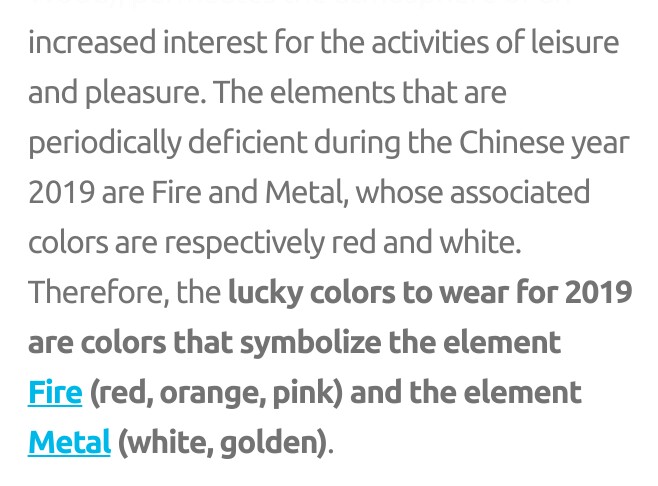 increased interest for the activities of leisure
and pleasure. The elements that are
periodically deficient during the Chinese year
2019 are Fire and Metal, whose associated
colors are respectively red and white.
Therefore, the lucky colors to wear for 2019
are colors that symbolize the element
Fire (red, orange, pink) and the element
Metal (white, golden).